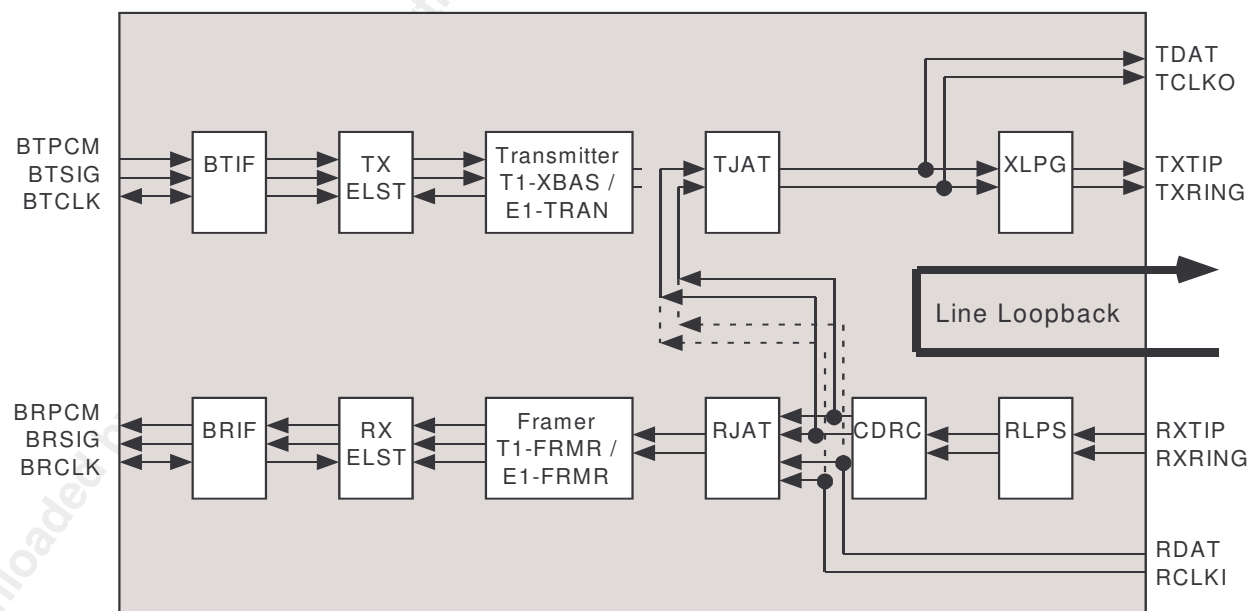 TDAT
TCLKO
BTPCM
BTSIG
BTCLK
BTIF
TX
ELST
Transmitter
T1-XBAS /
E1-TRAN
TJAT
XLPG
TXTIP
TXRING
Line Loopback
BRPCM
BRSIG
BRCLK
BRIF
RX
ELST
Framer
T1-FRMR /
E1-FRMR
RJAT
CDRC
RLPS
RXTIP
RXRING
RDAT
RCLKI